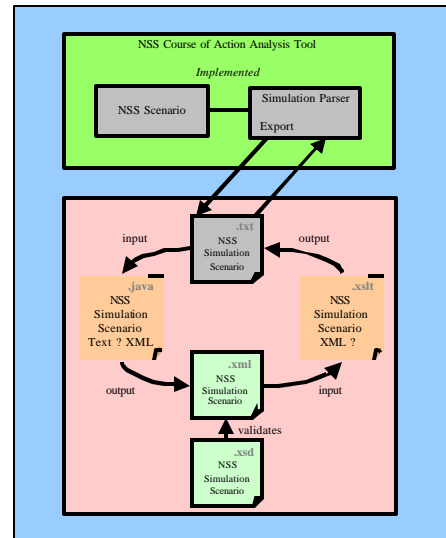 NSS Course of Action Analysis Tool
Implemented
NSS Scenario
Simulation Parser
Export
.txt
NSS
Simulation
Scenario
input
output
.java
NSS
Simulation
Scenario
Text ? XML
.xslt
NSS
Simulation
Scenario
XML ?
output
input
.xml
NSS
Simulation
Scenario
validates
.xsd
NSS
Simulation
Scenario